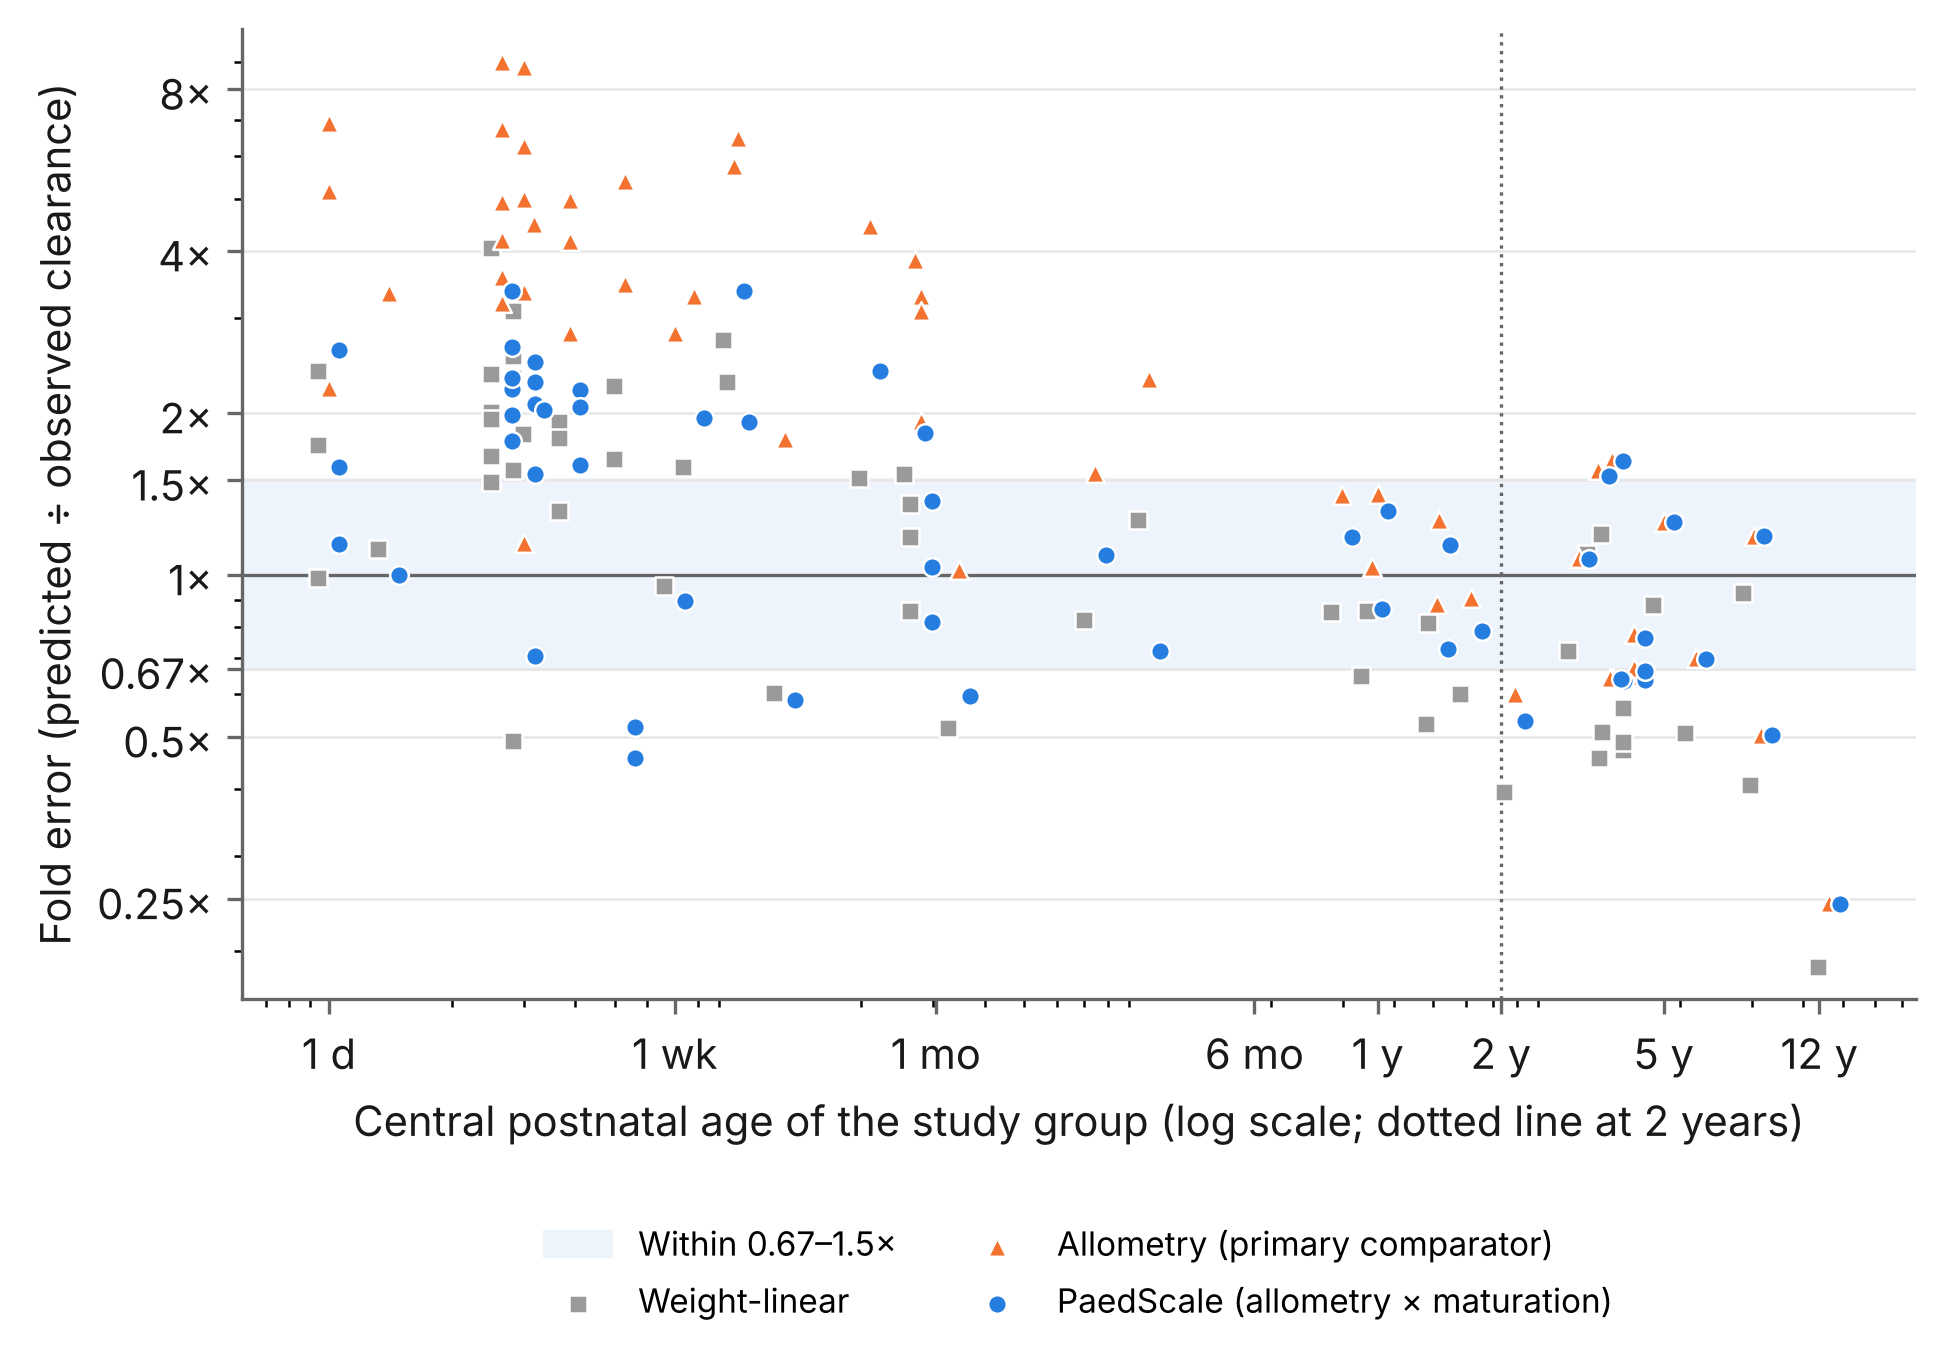 Fold error (predicted ÷ observed clearance)
8×
4×
2×
1.5×
1×
0.67×
0.5×
0.25×
1 d
1 wk
1 mo
6 mo
1 y
2 y
5 y
12 y
Central postnatal age of the study group (log scale; dotted line at 2 years)
Within 0.67–1.5×
Allometry (primary comparator)
Weight-linear
PaedScale (allometry × maturation)